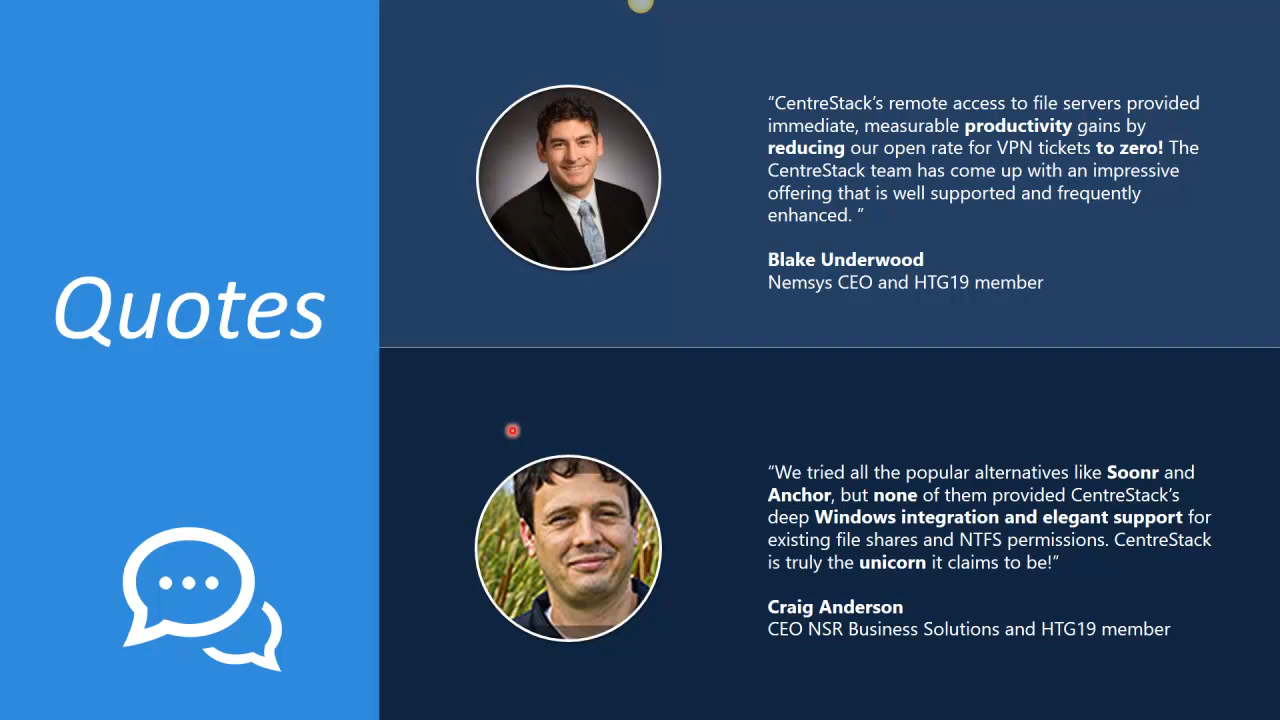 Quotes
“CentreStack’s remote access to file servers provided
immediate, measurable productivity gains by
reducing our open rate for VPN tickets to zero! The
CentreStack team has come up with an impressive
offering that is well supported and frequently
enhanced. ”
Blake Underwood
Nemsys CEO and HTG19 member
“We tried all the popular alternatives like Soonr and
Anchor, but none of them provided CentreStack’s
deep Windows integration and elegant support for
existing file shares and NTFS permissions. CentreStack
is truly the unicorn it claims to be!”
Craig Anderson
CEO NSR Business Solutions and HTG19 member